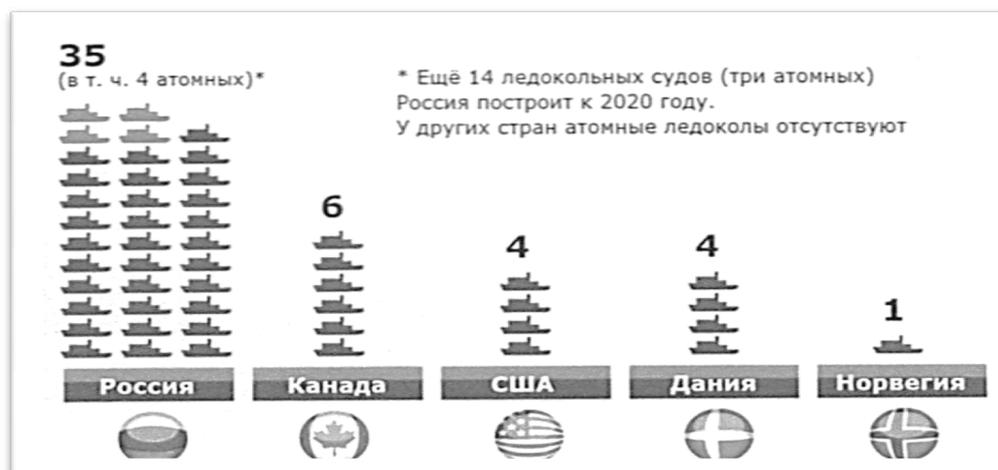 35
(в т. ч. 4 атомных)*
* Ещё 14 ледокольных судов (три атомных)
Россия построит к 2020 году.
У других стран атомные ледоколы отсутствуют
6
4
4
1
Россия
Канада
США
Дания
Норвегия